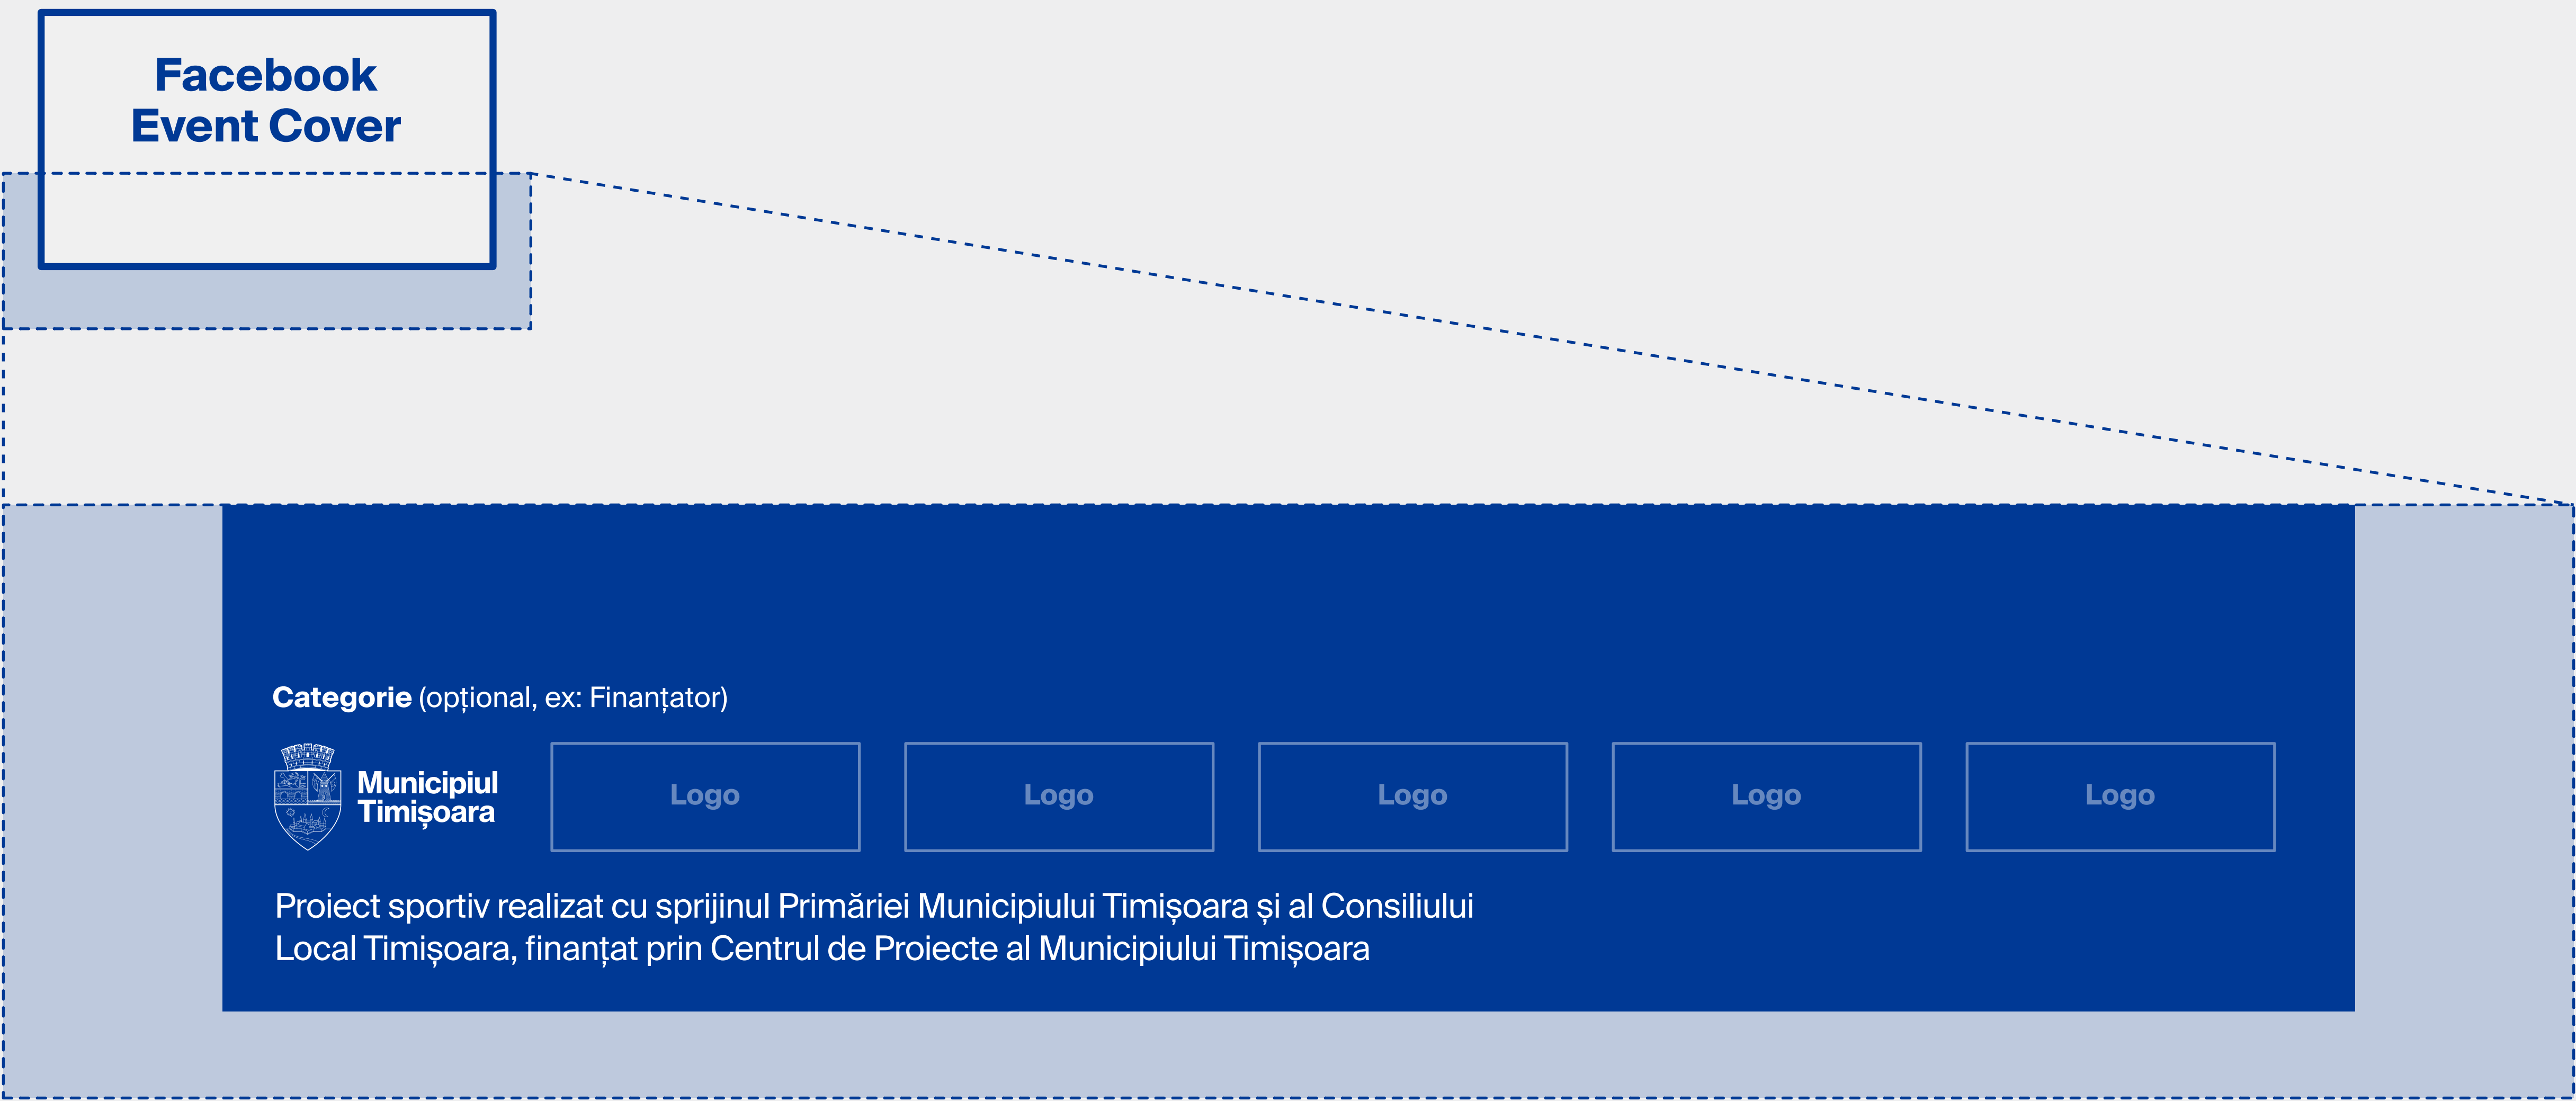 Facebook
Event Cover
Categorie (opțional, ex: Finanțator)
Municipiul
Timișoara
Logo
Logo
Logo
Logo
Logo
Proiect sportiv realizat cu sprijinul Primăriei Municipiului Timișoara și al Consiliului
Local Timișoara, finanțat prin Centrul de Proiecte al Municipiului Timișoara